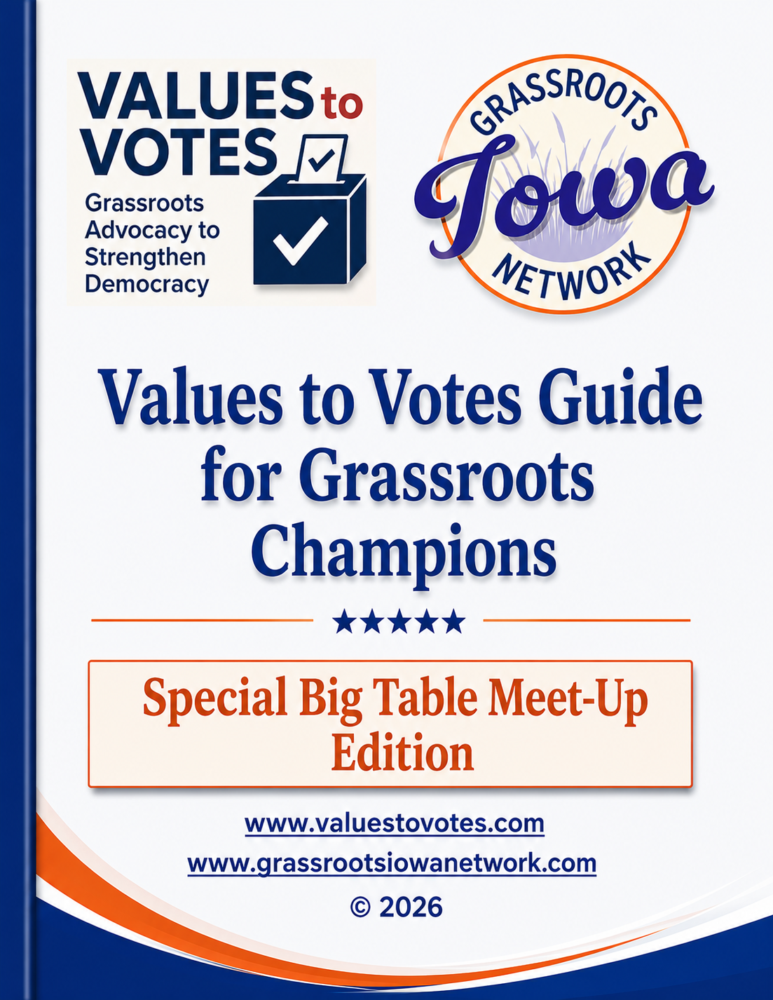 VALUES to
VOTES
Grassroots
Advocacy to
Strengthen
Democracy
GRASSROOTS
Iowa
NETWORK
Values to Votes Guide
for Grassroots
Champions
Special Big Table Meet-Up
Edition
www.valuestovotes.com
www.grassrootsiowanetwork.com
© 2026